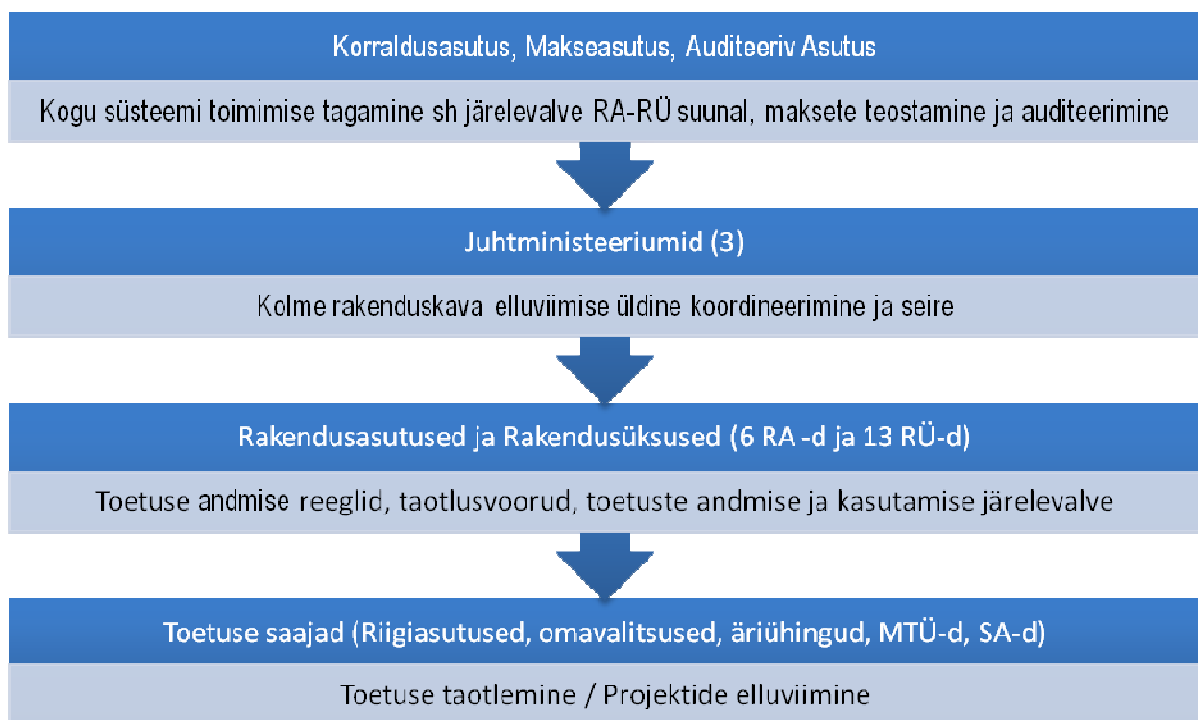 Korraldusasutus, Makseasutus, Auditeeriv Asutus
Kogu süsteemi toimimise tagamine sh järelevalve RA-RÜ suunal, maksete teostamine ja auditeerimine
Juhtministeeriumid (3)
Kolme rakenduskava elluviimise üldine koordineerimine ja seire
Rakendusasutused ja Rakendusüksused (6 RA -d ja 13 RÜ-d)
Toetuse andmise reeglid, taotlusvoorud, toetuste andmise ja kasutamise järelevalve
Toetuse saajad (Riigiasutused, omavalitsused, äriühingud, MTÜ-d, SA-d)
Toetuse taotlemine / Projektide elluviimine